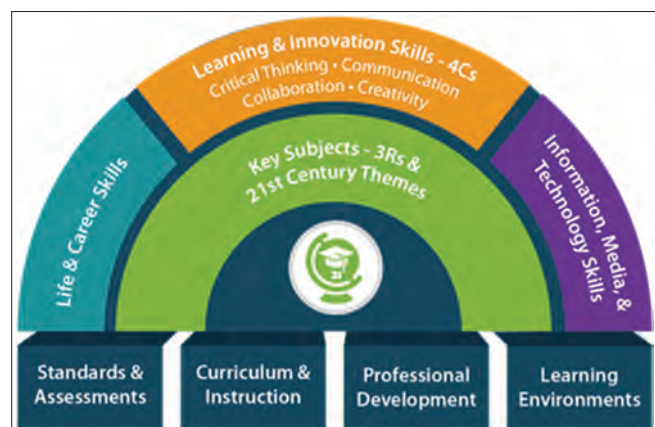 Learning & Innovation Skills - 4Cs
Critical Thinking • Communication
Collaboration • Creativity
Life & Career Skills
Key Subjects - 3Rs &
21st Century Themes
Information, Media, &
Technology Skills
21
Standards &
Assessments
Curriculum &
Instruction
Professional
Development
Learning
Environments